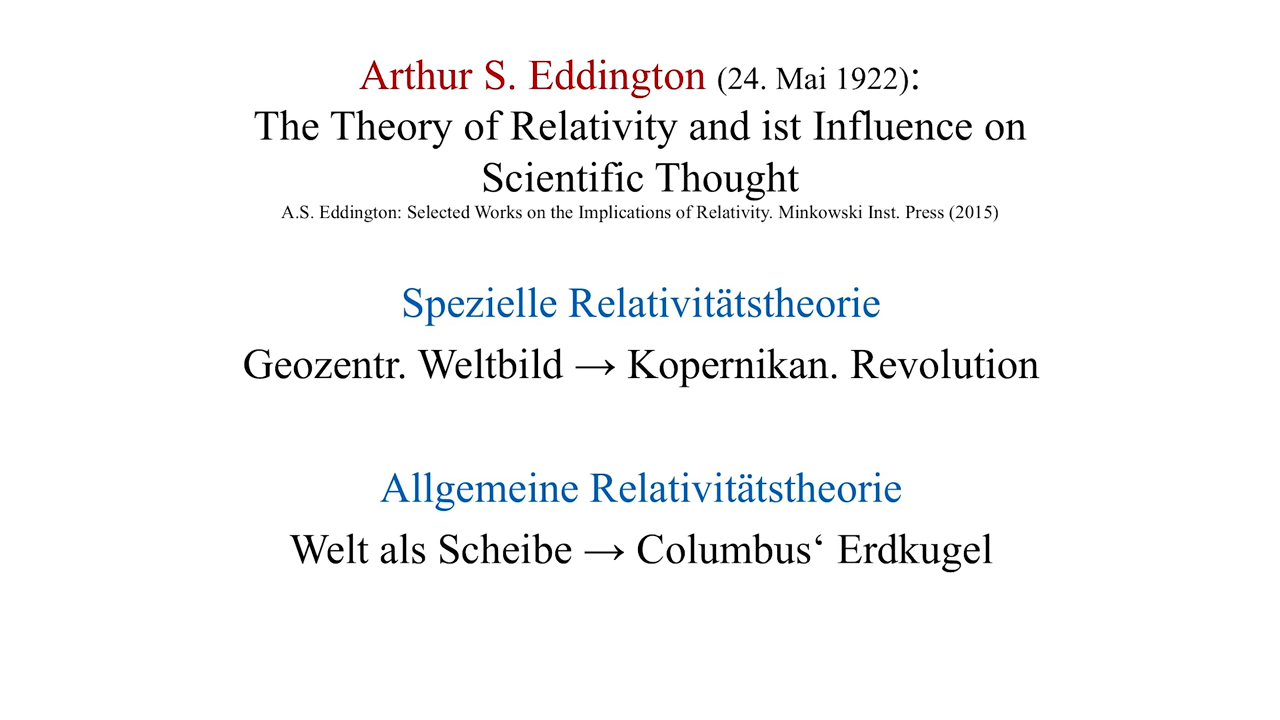 Arthur S. Eddington (24. Mai 1922):
The Theory of Relativity and ist Influence on
Scientific Thought
A.S. Eddington: Selected Works on the Implications of Relativity. Minkowski Inst. Press (2015)
Spezielle Relativitätstheorie
Geozentr. Weltbild → Kopernikan. Revolution
Allgemeine Relativitätstheorie
Welt als Scheibe → Columbus‘ Erdkugel